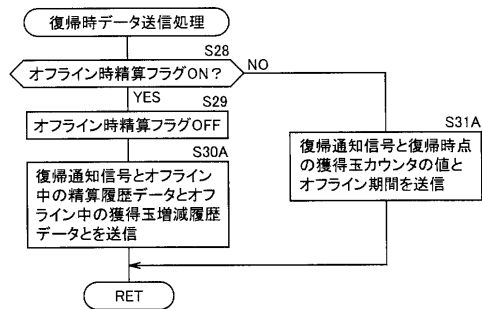 復帰時データ送信処理
S28
オフライン時精算フラグON？
NO
YES
S29
オフライン時精算フラグOFF
S30A
復帰通知信号とオフライン
中の精算履歴データとオフ
ライン中の獲得玉増減履歴
データとを送信
S31A
復帰通知信号と復帰時点
の獲得玉カウンタの値と
オフライン期間を送信
RET